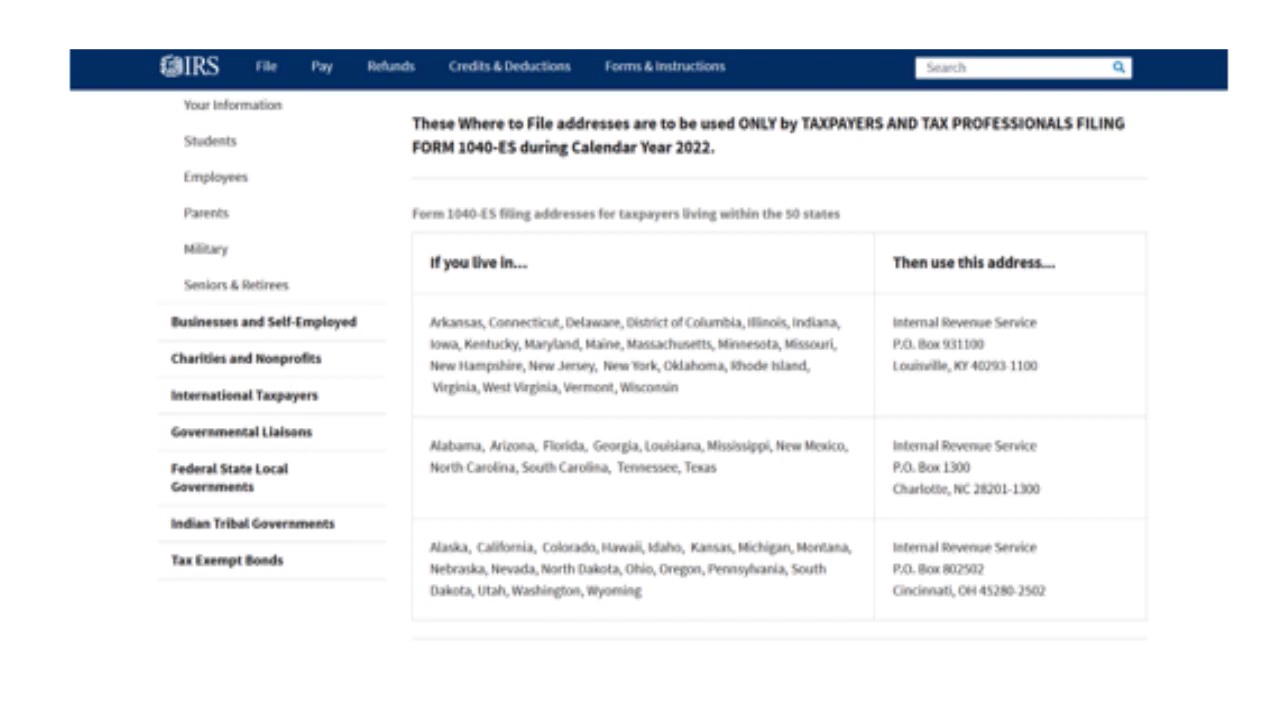 IRS File Pay Refunds Credits & Deductions Forms & Instructions Search
Your Information
Students
Employees
Parents
Military
Seniors & Retirees
Businesses and Self-Employed
Charities and Nonprofits
International Taxpayers
Governmental Liaisons
Federal State Local
Governments
Indian Tribal Governments
Tax Exempt Bonds
These Where to File addresses are to be used ONLY by TAXPAYERS AND TAX PROFESSIONALS FILING
FORM 1040-ES during Calendar Year 2022.
Form 1040-ES filing addresses for taxpayers living within the 50 states
If you live in...
Then use this address...
Arkansas, Connecticut, Delaware, District of Columbia, Illinois, Indiana,
Iowa, Kentucky, Maryland, Maine, Massachusetts, Minnesota, Missouri,
New Hampshire, New Jersey, New York, Oklahoma, Rhode Island,
Virginia, West Virginia, Vermont, Wisconsin
Internal Revenue Service
P.O. Box 931100
Louisville, KY 40293-1100
Alabama, Arizona, Florida, Georgia, Louisiana, Mississippi, New Mexico,
North Carolina, South Carolina, Tennessee, Texas
Internal Revenue Service
P.O. Box 1300
Charlotte, NC 28201-1300
Alaska, California, Colorado, Hawaii, Idaho, Kansas, Michigan, Montana,
Nebraska, Nevada, North Dakota, Ohio, Oregon, Pennsylvania, South
Dakota, Utah, Washington, Wyoming
Internal Revenue Service
P.O. Box 802502
Cincinnati, OH 45280-2502